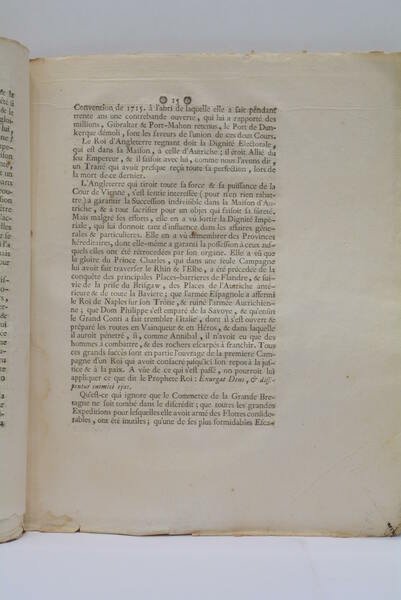 15
Convention de 1715. à l'abri de laquelle elle a fait pendant
trente ans une contrebande ouverte, qui lui a rapporté des
millions, Gibraltar & Port-Mahon retenus, le Port de Dun-
kerque démoli, sont les faveurs de l'union de ces deux Cours.
Le Roi d'Angleterre regnant doit la Dignité Electorale,
qui est dans sa Maison, à celle d'Autriche; il étoit Allié du
feu Empereur, & il faisoit avec lui, comme nous l'avons dit,
un Traité qui avoit presque reçû toute sa perfection, lors de
la mort de ce dernier.
L'Angleterre qui tiroit toute sa force & sa puissance de la
Cour de Vienne, s'est sentie interessée (pour n'en rien rabat-
tre) à garantir la Succession indivisible dans la Maison d'Au-
triche, & à tout sacrifier pour un objet qui faisoit sa sûreté.
Mais malgré ses efforts, elle en a vû sortir la Dignité Impé-
riale, qui lui donnoit tant d'influence dans les affaires géné-
rales & particulieres. Elle en a vû démembrer des Provinces
héreditaires, dont elle-même a garanti la possession à ceux aus-
quels elles ont été rétrocedées par son organe. Elle a vû que
la gloire du Prince Charles, qui dans une seule Campagne
lui avoit fait traverser le Rhin & l'Elbe, a été précedée de la
conquête des principales Places-barrieres de Flandre, & sui-
vie de la prise du Brisgaw, des Places de l'Autriche anté-
rieure & de toute la Baviere; que l'armée Espagnole a affermi
le Roi de Naples sur son Trône, & ruiné l'armée Autrichien-
ne; que Dom Philippe s'est emparé de la Savoye, & qu'enfin
le Grand Conti a fait trembler l'Italie, dont il s'est ouvert &
préparé les routes en Vainqueur & en Héros, & dans laquelle
il auroit pénetré, si, comme Annibal, il n'avoit eu que des
hommes à combattre, & des rochers escarpés à franchir. Tous
ces grands succès sont en partie l'ouvrage de la premiere Cam-
pagne d'un Roi qui avoit consacré jusqu'ici son repos à la jus-
tice & à la paix. A vûe de ce qui s'est passé, on pourroit lui
appliquer ce que dit le Prophete Roi: Exurgat Deus, & dissi-
pentur inimici ejus.
Qu'est-ce qui ignore que le Commerce de la Grande Bre-
tagne ne soit tombé dans le discrédit; que toutes les grandes
Expeditions pour lesquelles elle avoit armé des Flottes conside-
rables, ont été inutiles; qu'une de ses plus formidables Esca-